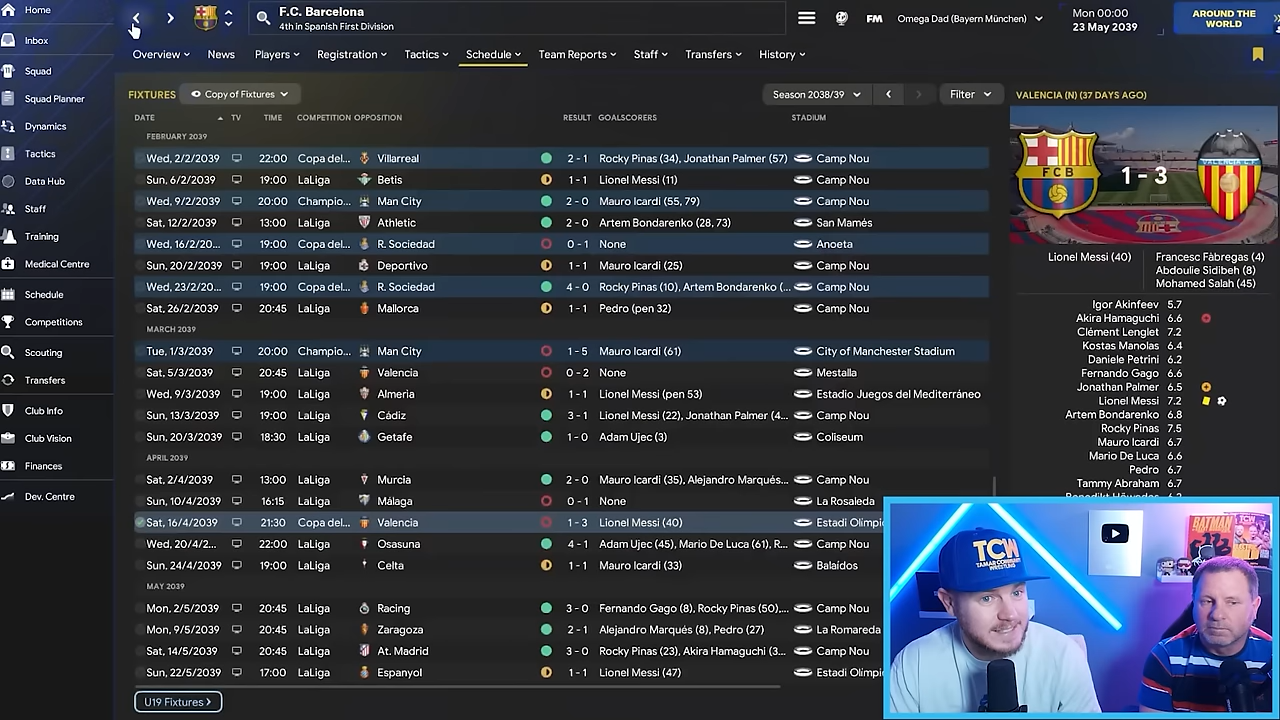 Home
Inbox
Squad
Squad Planner
Dynamics
Tactics
Data Hub
Staff
Training
Medical Centre
Schedule
Competitions
Scouting
Transfers
Club Info
Club Vision
Finances
Dev. Centre
F.C. Barcelona
4th in Spanish First Division
FM
Omega Dad (Bayern München)
Mon 00:00
23 May 2039
AROUND THE
WORLD
Overview
News
Players
Registration
Tactics
Schedule
Team Reports
Staff
Transfers
History
FIXTURES
Copy of Fixtures
Season 2038/39
Filter
DATE TV TIME COMPETITION OPPOSITION RESULT GOALSCORERS STADIUM
FEBRUARY 2039
Wed, 2/2/2039 22:00 Copa del... Villarreal 2 - 1 Rocky Pinas (34), Jonathan Palmer (57) Camp Nou
Sun, 6/2/2039 19:00 LaLiga Betis 1 - 1 Lionel Messi (11) Camp Nou
Wed, 9/2/2039 20:00 Champio... Man City 2 - 0 Mauro Icardi (55, 79) Camp Nou
Sat, 12/2/2039 13:00 LaLiga Athletic 2 - 0 Artem Bondarenko (28, 73) San Mamés
Wed, 16/2/20... 19:00 Copa del... R. Sociedad 0 - 1 None Anoeta
Sun, 20/2/2039 19:00 LaLiga Deportivo 1 - 1 Mauro Icardi (25) Camp Nou
Wed, 23/2/20... 19:00 Copa del... R. Sociedad 4 - 0 Rocky Pinas (10), Artem Bondarenko (... Camp Nou
Sat, 26/2/2039 20:45 LaLiga Mallorca 1 - 1 Pedro (pen 32) Camp Nou
MARCH 2039
Tue, 1/3/2039 20:00 Champio... Man City 1 - 5 Mauro Icardi (61) City of Manchester Stadium
Sat, 5/3/2039 20:45 LaLiga Valencia 0 - 2 None Mestalla
Wed, 9/3/2039 19:00 LaLiga Almeria 1 - 1 Lionel Messi (pen 53) Estadio Juegos del Mediterráneo
Sun, 13/3/2039 19:00 LaLiga Cádiz 3 - 1 Lionel Messi (22), Jonathan Palmer (4... Camp Nou
Sun, 20/3/2039 18:30 LaLiga Getafe 1 - 0 Adam Ujec (3) Coliseum
APRIL 2039
Sat, 2/4/2039 13:00 LaLiga Murcia 2 - 0 Mauro Icardi (35), Alejandro Marqués... Camp Nou
Sun, 10/4/2039 16:15 LaLiga Málaga 0 - 1 None La Rosaleda
Sat, 16/4/2039 21:30 Copa del... Valencia 1 - 3 Lionel Messi (40) Estadi Olímpic
Wed, 20/4/2... 22:00 LaLiga Osasuna 4 - 1 Adam Ujec (45), Mario De Luca (61), R... Camp Nou
Sun, 24/4/2039 19:00 LaLiga Celta 1 - 1 Mauro Icardi (33) Balaídos
MAY 2039
Mon, 2/5/2039 20:45 LaLiga Racing 3 - 0 Fernando Gago (8), Rocky Pinas (50),... Camp Nou
Mon, 9/5/2039 20:45 LaLiga Zaragoza 2 - 1 Alejandro Marqués (8), Pedro (27) La Romareda
Sat, 14/5/2039 20:45 LaLiga At. Madrid 3 - 0 Rocky Pinas (23), Akira Hamaguchi (3... Camp Nou
Sun, 22/5/2039 17:00 LaLiga Espanyol 1 - 1 Lionel Messi (47) Estadi Olímpic
U19 Fixtures
VALENCIA (N) (37 DAYS AGO)
FCB
1 - 3
VALENCIA C.F.
Lionel Messi (40)
Francesc Fàbregas (4)
Abdoulie Sidibeh (8)
Mohamed Salah (45)
Igor Akinfeev 5.7
Akira Hamaguchi 6.6
Clément Lenglet 7.2
Kostas Manolas 6.4
Daniele Petrini 6.2
Fernando Gago 6.6
Jonathan Palmer 6.5
Lionel Messi 7.2
Artem Bondarenko 6.8
Rocky Pinas 7.5
Mauro Icardi 6.7
Mario De Luca 6.6
Pedro 6.7
Tammy Abraham 6.7
Benedikt Höwedes 6.2
TCW
WRESTLING
BATMAN